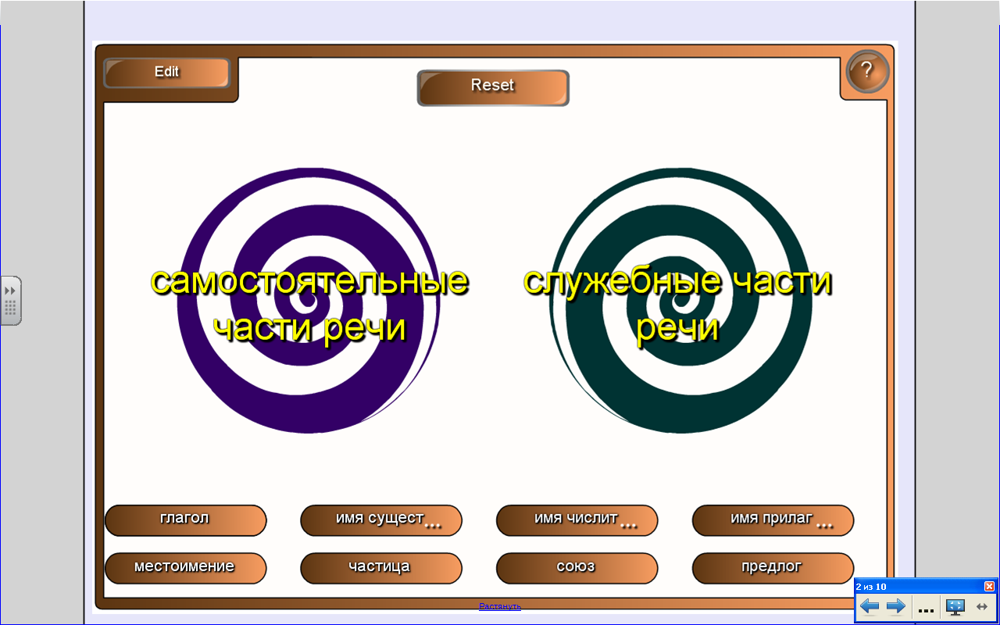 Edit
Reset
?
самостоятельные
части речи
служебные части
речи
глагол
имя сущест...
имя числит...
имя прилаг ...
местоимение
частица
союз
предлог
Растянуть
2 из 10
...